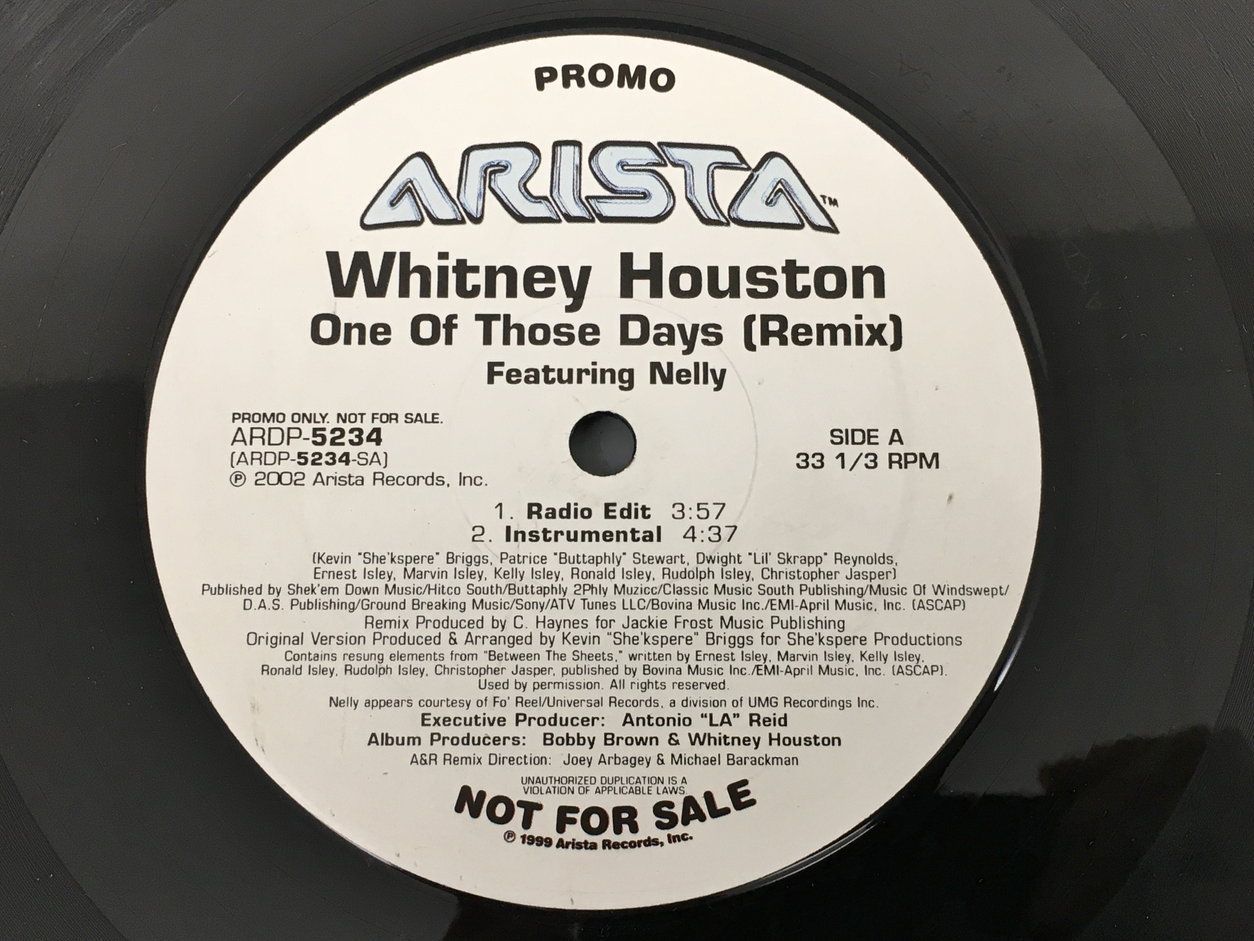 PROMO
ARISTA™
Whitney Houston
One Of Those Days (Remix)
Featuring Nelly
PROMO ONLY. NOT FOR SALE.
ARDP-5234
(ARDP-5234-SA)
℗ 2002 Arista Records, Inc.
SIDE A
33 1/3 RPM
1. Radio Edit 3:57
2. Instrumental 4:37
(Kevin "She'kspere" Briggs, Patrice "Buttaphly" Stewart, Dwight "Lil' Skrapp" Reynolds,
Ernest Isley, Marvin Isley, Kelly Isley, Ronald Isley, Rudolph Isley, Christopher Jasper)
Published by Shek'em Down Music/Hitco South/Buttaphly 2Phly Muzicc/Classic Music South Publishing/Music Of Windswept/
D.A.S. Publishing/Ground Breaking Music/Sony/ATV Tunes LLC/Bovina Music Inc./EMI-April Music, Inc. (ASCAP)
Remix Produced by C. Haynes for Jackie Frost Music Publishing
Original Version Produced & Arranged by Kevin "She'kspere" Briggs for She'kspere Productions
Contains resung elements from "Between The Sheets," written by Ernest Isley, Marvin Isley, Kelly Isley,
Ronald Isley, Rudolph Isley, Christopher Jasper, published by Bovina Music Inc./EMI-April Music, Inc. (ASCAP).
Used by permission. All rights reserved.
Nelly appears courtesy of Fo' Reel/Universal Records, a division of UMG Recordings Inc.
Executive Producer: Antonio "LA" Reid
Album Producers: Bobby Brown & Whitney Houston
A&R Remix Direction: Joey Arbagey & Michael Barackman
UNAUTHORIZED DUPLICATION IS A
VIOLATION OF APPLICABLE LAWS.
NOT FOR SALE
℗ 1999 Arista Records, Inc.